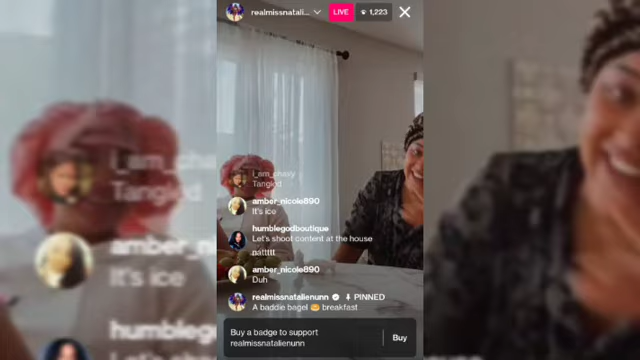 realmissnatali... LIVE 1,223
i_am_chasy
Tangled
amber_nicole890
It's ice
humblegodboutique
Let's shoot content at the house
nattttt
amber_nicole890
Duh
realmissnatalienunn PINNED
A baddie bagel 🥯 breakfast
Buy a badge to support
realmissnatalienunn
Buy